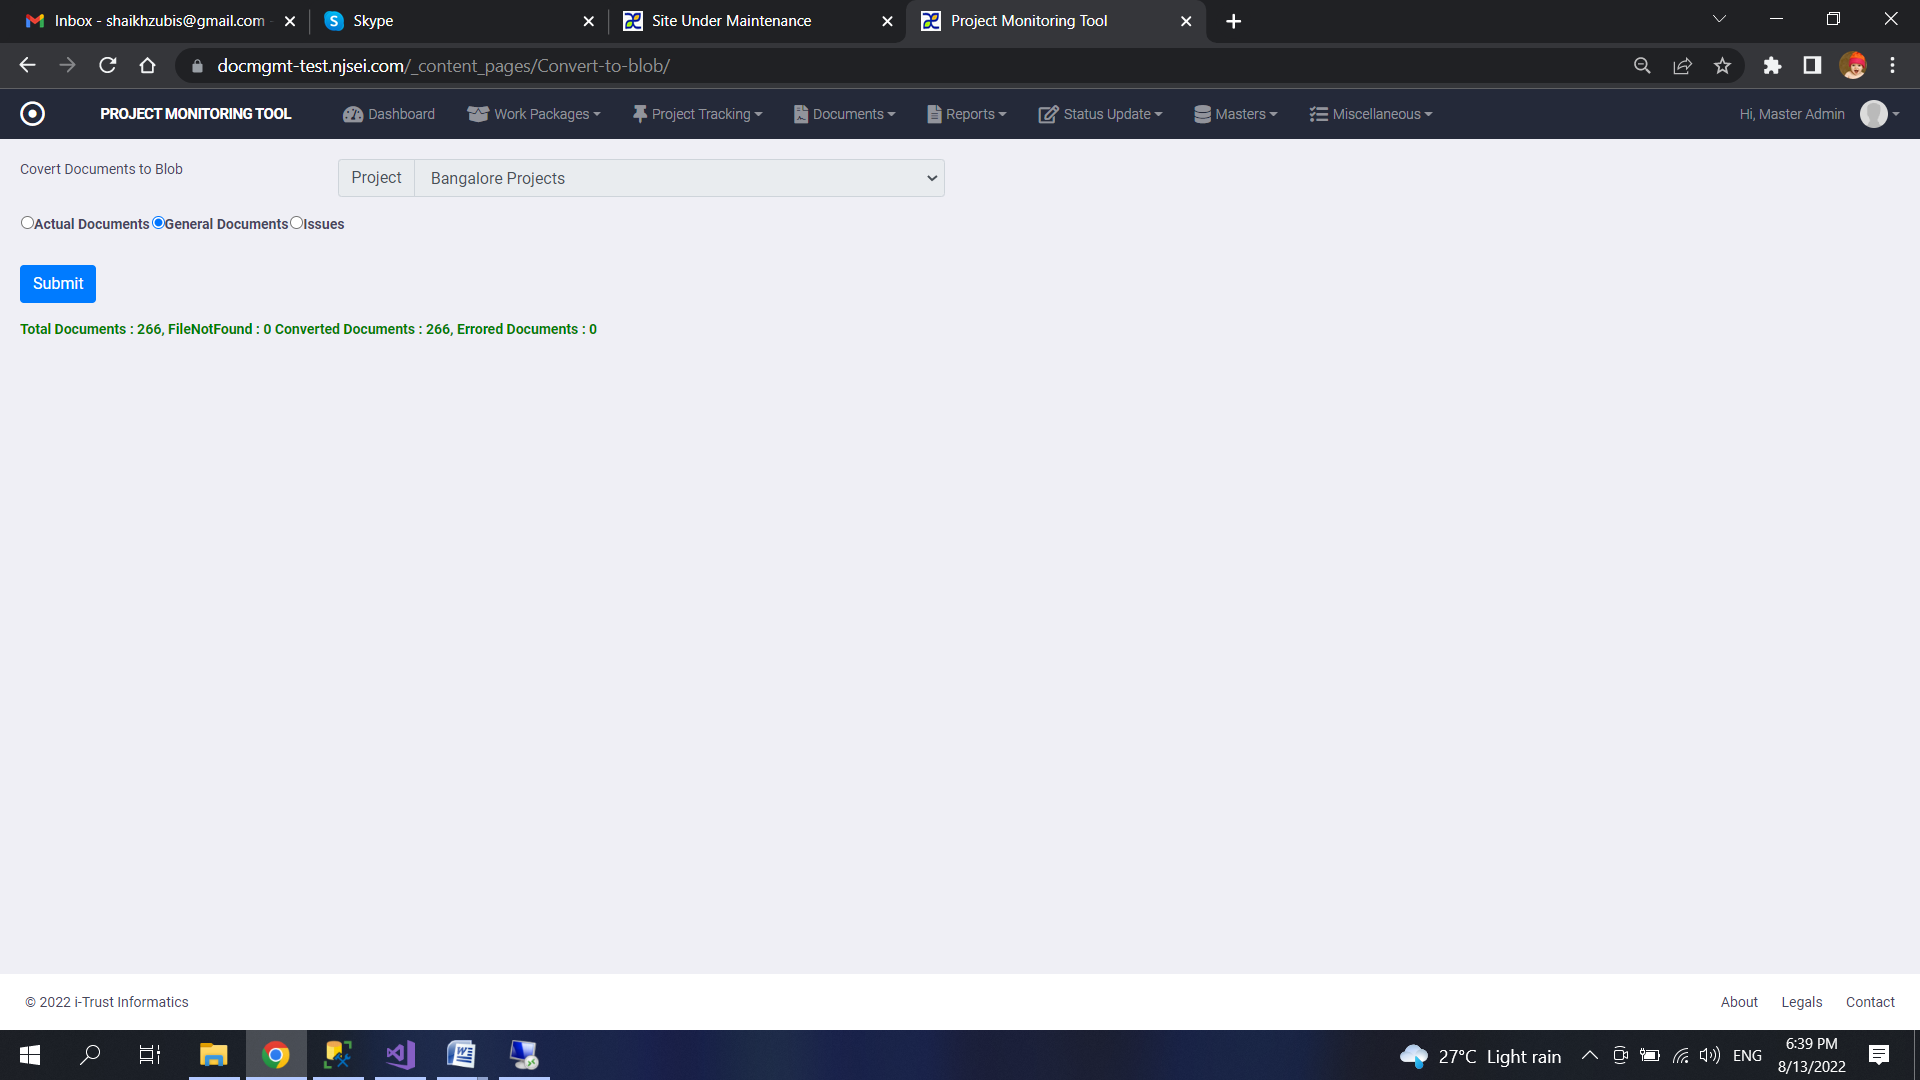 Inbox - shaikhzubis@gmail.com -
Skype
Site Under Maintenance
Project Monitoring Tool
docmgmt-test.njsei.com/_content_pages/Convert-to-blob/
PROJECT MONITORING TOOL
Dashboard
Work Packages
Project Tracking
Documents
Reports
Status Update
Masters
Miscellaneous
Hi, Master Admin
Covert Documents to Blob
Project
Bangalore Projects
Actual Documents General Documents Issues
Submit
Total Documents : 266, FileNotFound : 0 Converted Documents : 266, Errored Documents : 0
© 2022 i-Trust Informatics
About
Legals
Contact
27°C Light rain
ENG
6:39 PM
8/13/2022